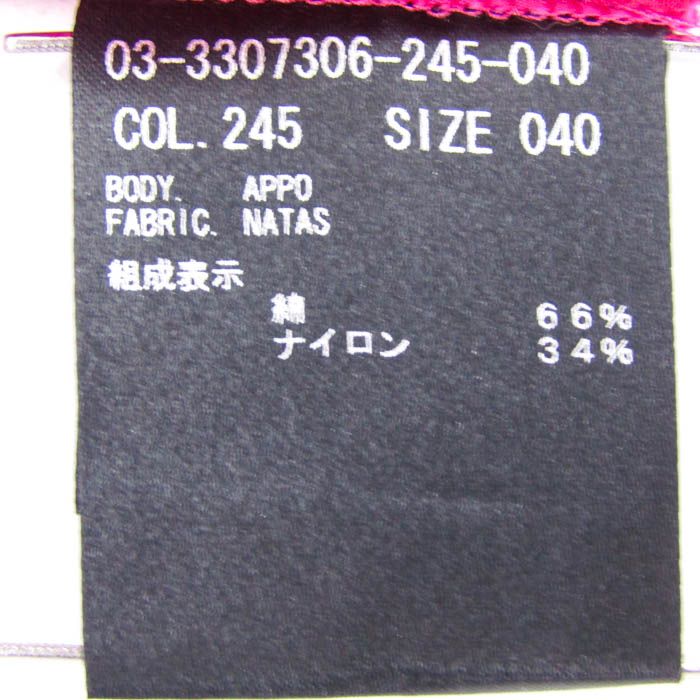 03-3307306-245-040
COL. 245 SIZE 040
BODY. APPO
FABRIC. NATAS
組成表示
綿 66%
ナイロン 34%